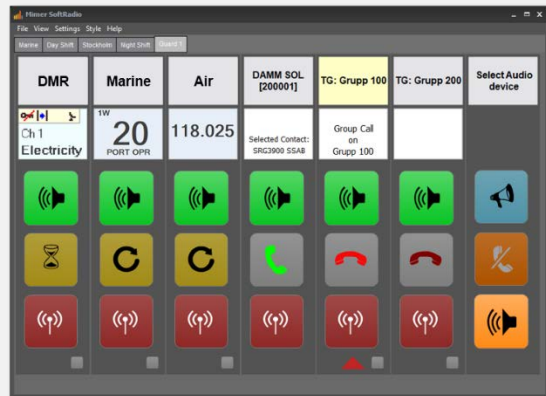 Mimer SoftRadio
File View Settings Style Help
Marine Day Shift Stockholm Night Shift Guard 1
DMR
Marine
Air
DAMM SOL
[200001]
TG: Grupp 100
TG: Grupp 200
Select Audio
device
Ch 1
Electricity
1W
20
PORT OPR
118.025
Selected Contact:
SRG3900 SSAB
Group Call
on
Grupp 100